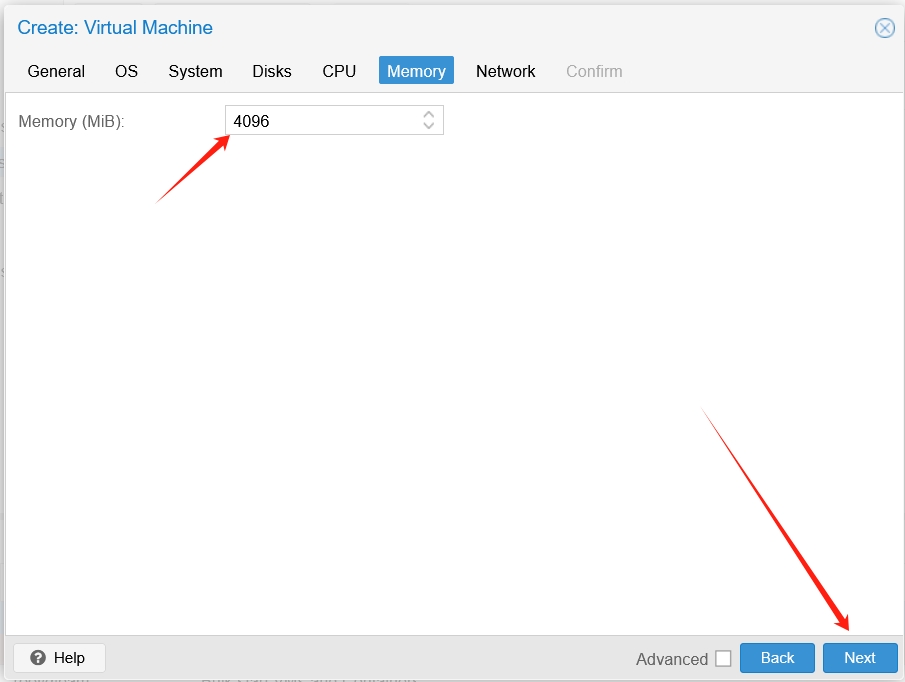 Create: Virtual Machine
General OS System Disks CPU Memory Network Confirm
Memory (MiB): 4096
Help Advanced Back Next